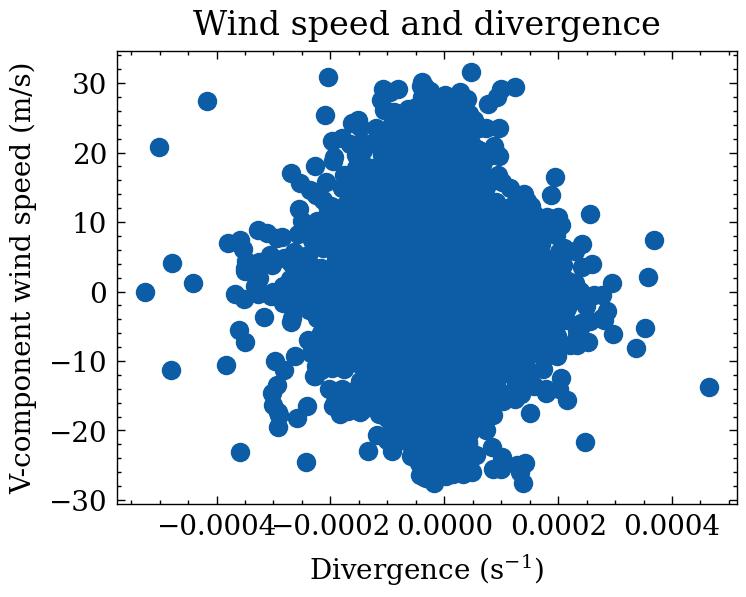 Wind speed and divergence
V-component wind speed (m/s)
30
20
10
0
−10
−20
−30
−0.0004 −0.0002 0.0000 0.0002 0.0004
Divergence (s⁻¹)